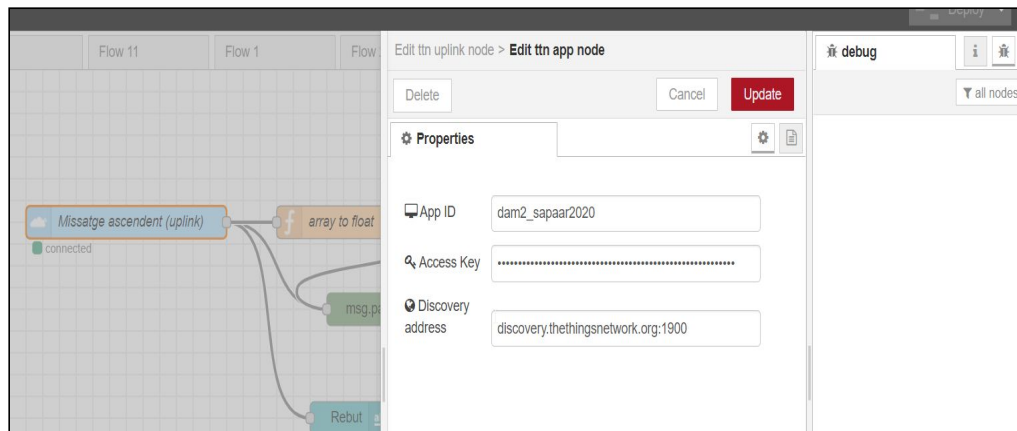 Deploy
Flow 11
Flow 1
Flow
Edit ttn uplink node > Edit ttn app node
debug
i
Delete
Cancel
Update
all nodes
Properties
App ID
dam2_sapaar2020
Missatge ascendent (uplink)
f
array to float
connected
Access Key
msg.pa
Discovery
address
discovery.thethingsnetwork.org:1900
Rebut